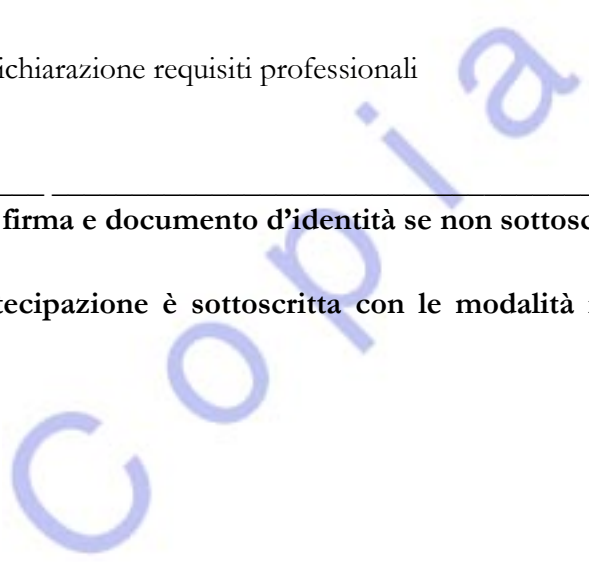 ichiarazione requisiti professionali
firma e documento d'identità se non sottosc
tecipazione è sottoscritta con le modalità
Copia